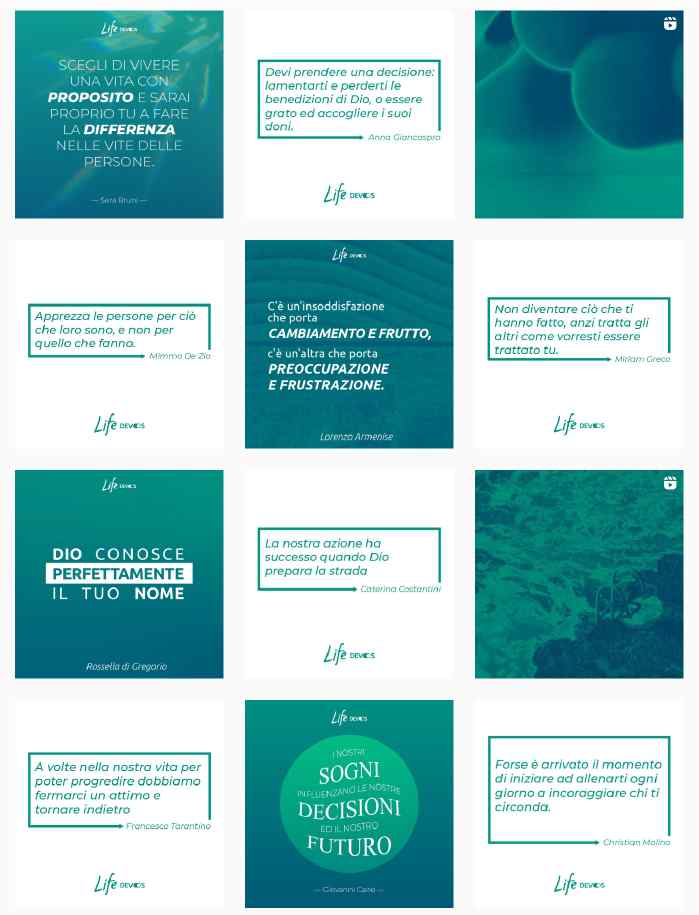 Life DEVOS
SCEGLI DI VIVERE
UNA VITA CON
PROPOSITO E SARAI
PROPRIO TU A FARE
LA DIFFERENZA
NELLE VITE DELLE
PERSONE.
— Sara Bruni —
Devi prendere una decisione:
lamentarti e perderti le
benedizioni di Dio, o essere
grato ed accogliere i suoi
doni.
Anna Giancaspro
Life DEVOS
Apprezza le persone per ciò
che loro sono, e non per
quello che fanno.
Mimmo De Zio
Life DEVOS
Life DEVOS
C'è un'insoddisfazione
che porta
CAMBIAMENTO E FRUTTO,
c'è un'altra che porta
PREOCCUPAZIONE
E FRUSTRAZIONE.
Lorenza Armenise
Non diventare ciò che ti
hanno fatto, anzi tratta gli
altri come vorresti essere
trattato tu.
Miriam Greco
Life DEVOS
Life DEVOS
DIO CONOSCE
PERFETTAMENTE
IL TUO NOME
Rossella di Gregorio
La nostra azione ha
successo quando Dio
prepara la strada
Caterina Costantini
Life DEVOS
A volte nella nostra vita per
poter progredire dobbiamo
fermarci un attimo e
tornare indietro
Francesco Tarantino
Life DEVOS
Life DEVOS
I NOSTRI
SOGNI
INFLUENZANO LE NOSTRE
DECISIONI
ED IL NOSTRO
FUTURO
— Giovanni Caino —
Forse è arrivato il momento
di iniziare ad allenarti ogni
giorno a incoraggiare chi ti
circonda.
Christian Molino
Life DEVOS